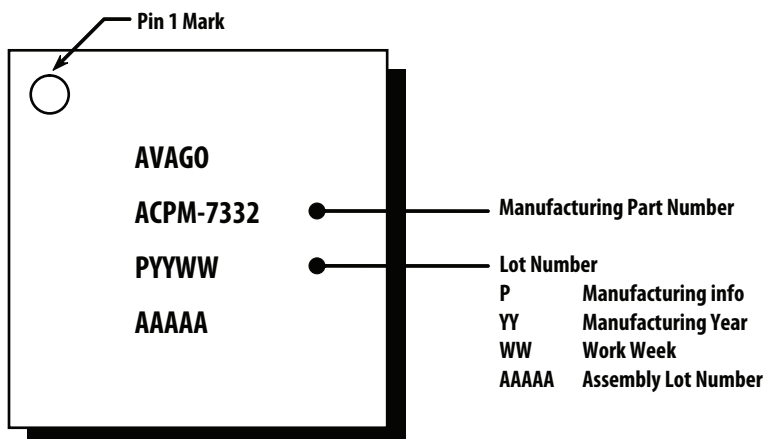 Pin 1 Mark
AVAGO
ACPM-7332
PYYWW
AAAAA
Manufacturing Part Number
Lot Number
P Manufacturing info
YY Manufacturing Year
WW Work Week
AAAAA Assembly Lot Number